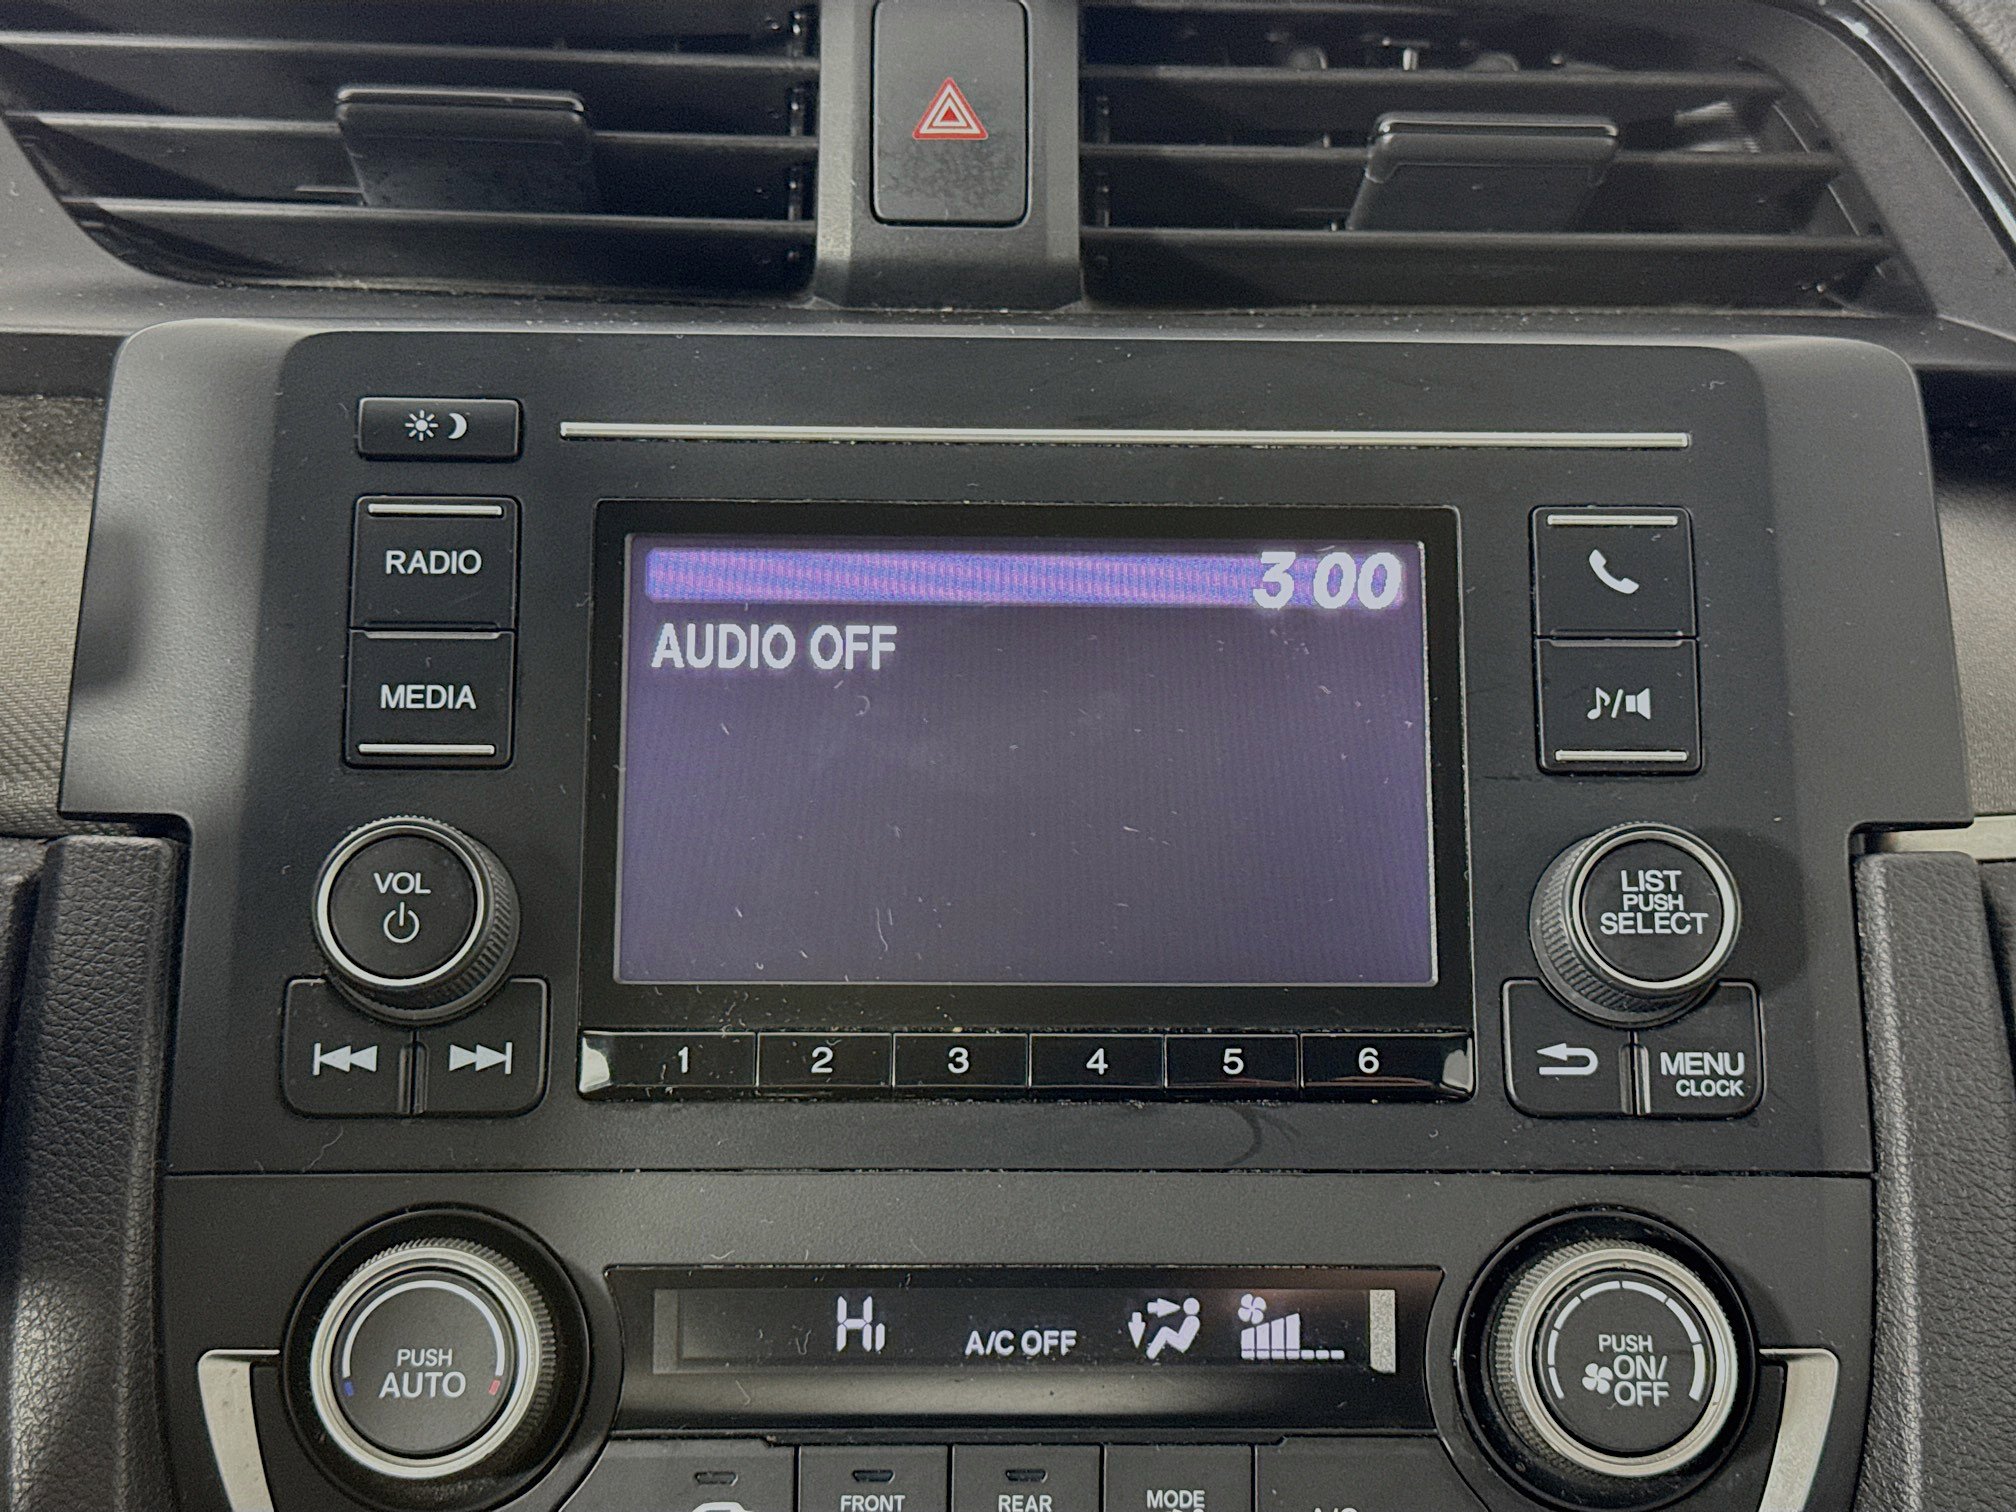 RADIO
MEDIA
3 00
AUDIO OFF
VOL
LIST
PUSH
SELECT
1 2 3 4 5 6
MENU
CLOCK
PUSH
AUTO
Hi
A/C OFF
PUSH
ON/
OFF
FRONT
REAR
MODE